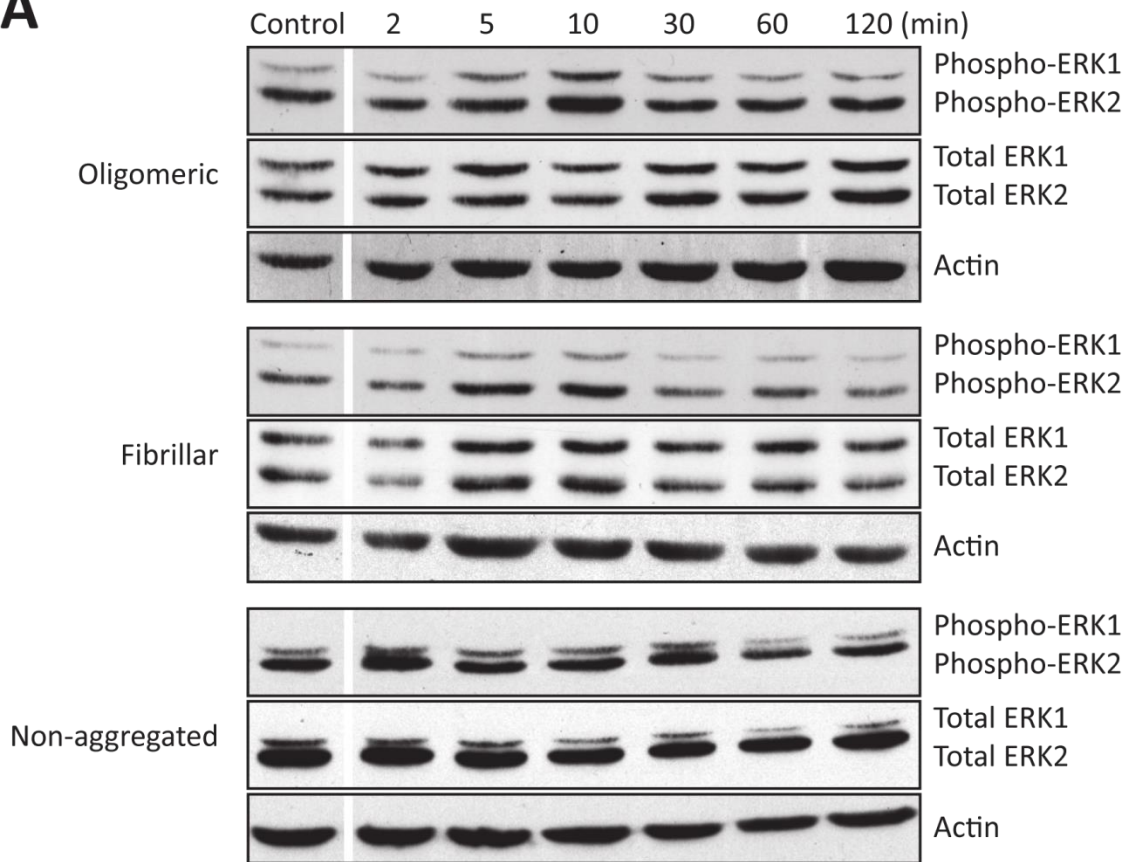 A
Control 2 5 10 30 60 120 (min)
Phospho-ERK1
Phospho-ERK2
Oligomeric
Total ERK1
Total ERK2
Actin
Phospho-ERK1
Phospho-ERK2
Fibrillar
Total ERK1
Total ERK2
Actin
Phospho-ERK1
Phospho-ERK2
Non-aggregated
Total ERK1
Total ERK2
Actin